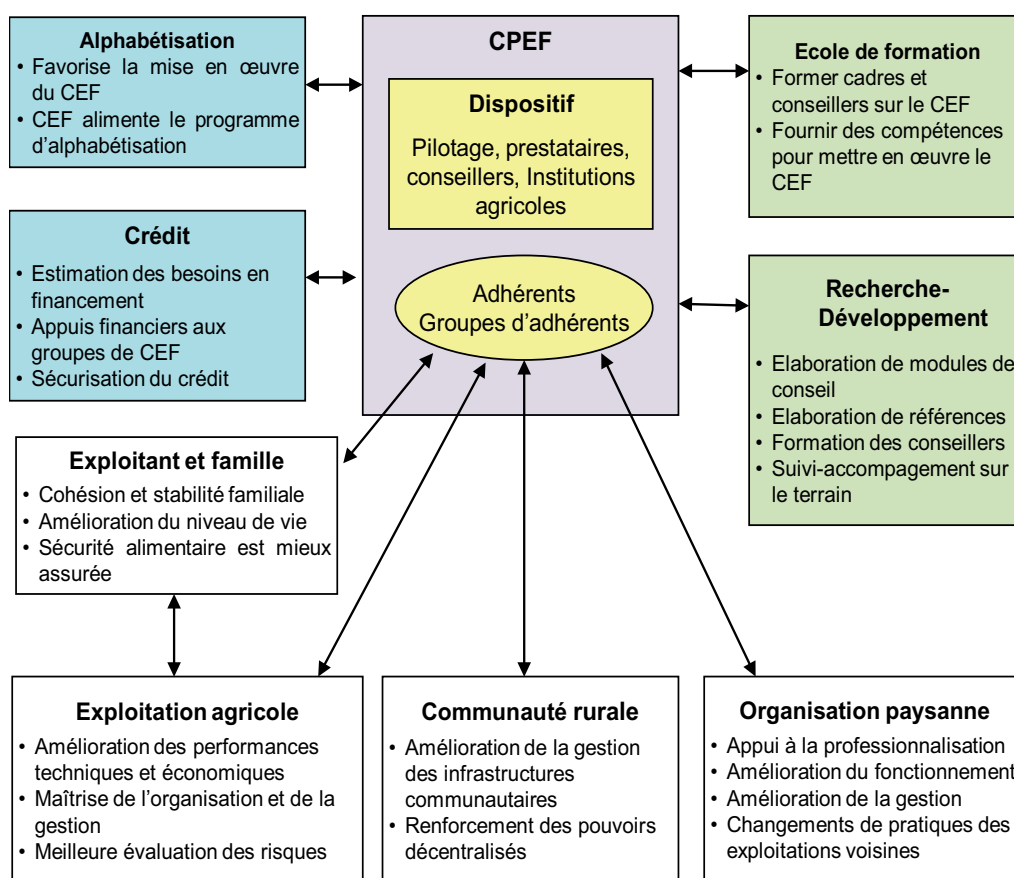 Alphabétisation
• Favorise la mise en œuvre
du CEF
• CEF alimente le programme
d’alphabétisation
CPEF
Dispositif
Pilotage, prestataires,
conseillers, Institutions
agricoles
Adhérents
Groupes d’adhérents
Ecole de formation
• Former cadres et
conseillers sur le CEF
• Fournir des compétences
pour mettre en œuvre le
CEF
Crédit
• Estimation des besoins en
financement
• Appuis financiers aux
groupes de CEF
• Sécurisation du crédit
Recherche-
Développement
• Elaboration de modules de
conseil
• Elaboration de références
• Formation des conseillers
• Suivi-accompagement sur
le terrain
Exploitant et famille
• Cohésion et stabilité familiale
• Amélioration du niveau de vie
• Sécurité alimentaire est mieux
assurée
Exploitation agricole
• Amélioration des performances
techniques et économiques
• Maîtrise de l’organisation et de la
gestion
• Meilleure évaluation des risques
Communauté rurale
• Amélioration de la gestion
des infrastructures
communautaires
• Renforcement des pouvoirs
décentralisés
Organisation paysanne
• Appui à la professionnalisation
• Amélioration du fonctionnement
• Amélioration de la gestion
• Changements de pratiques des
exploitations voisines